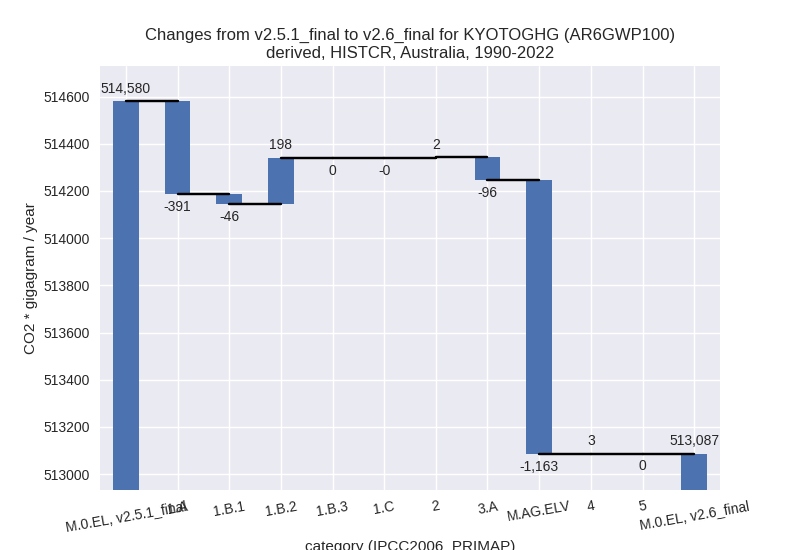 Changes from v2.5.1_final to v2.6_final for KYOTOGHG (AR6GWP100)
derived, HISTCR, Australia, 1990-2022
CO2 * gigagram / year
514600
514400
514200
514000
513800
513600
513400
513200
513000
514,580
-391
-46
198
0
-0
2
-96
-1,163
3
0
513,087
M.0.EL, v2.5.1_final
1.A
1.B.1
1.B.2
1.B.3
1.C
2
3.A
M.AG.ELV
4
5
M.0.EL, v2.6_final
category (IPCC2006_PRIMAP)